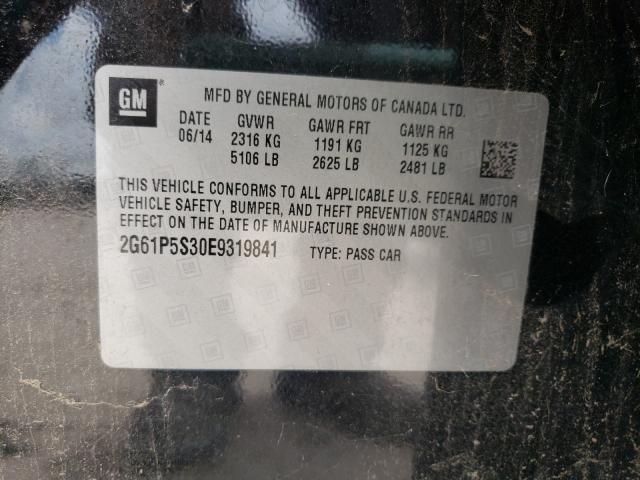 GM ®
MFD BY GENERAL MOTORS OF CANADA LTD.
DATE GVWR GAWR FRT GAWR RR
06/14 2316 KG 1191 KG 1125 KG
5106 LB 2625 LB 2481 LB
THIS VEHICLE CONFORMS TO ALL APPLICABLE U.S. FEDERAL MOTOR
VEHICLE SAFETY, BUMPER, AND THEFT PREVENTION STANDARDS IN
EFFECT ON THE DATE OF MANUFACTURE SHOWN ABOVE.
2G61P5S30E9319841 TYPE: PASS CAR